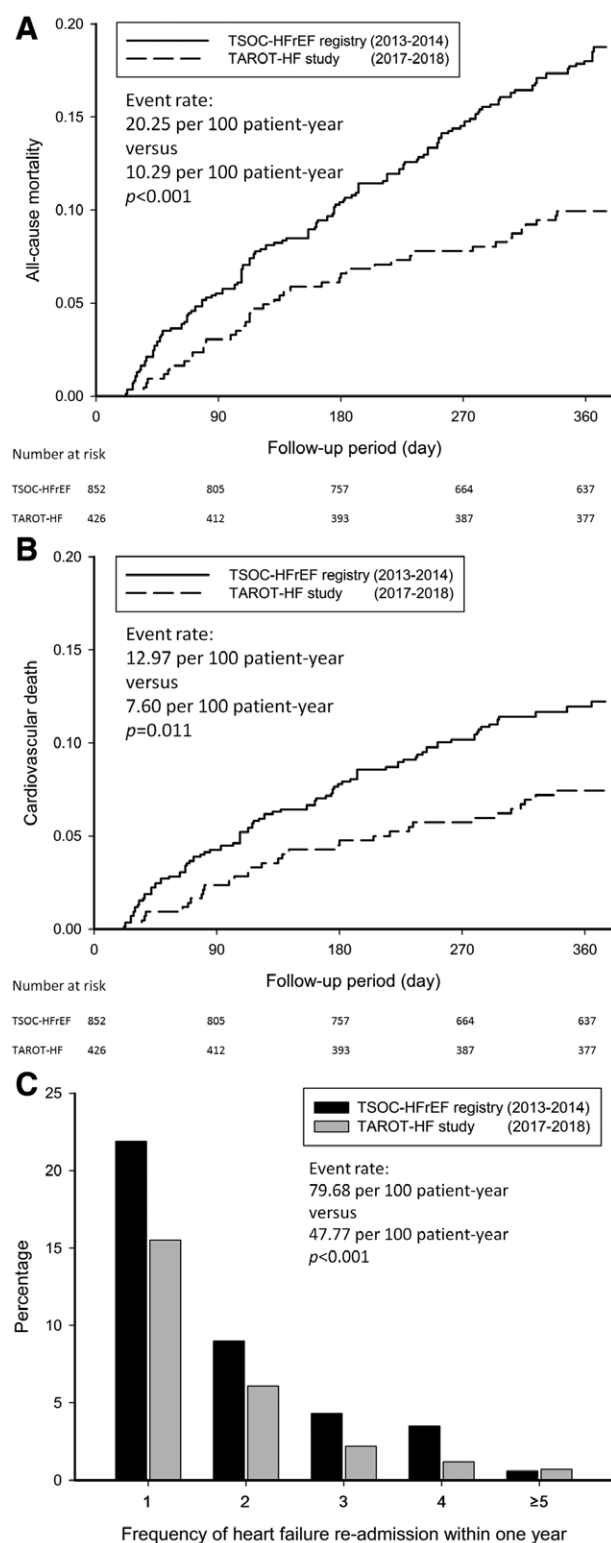 A
0.20
TSOC-HFrEF registry (2013-2014)
TAROT-HF study (2017-2018)
Event rate:
20.25 per 100 patient-year
versus
10.29 per 100 patient-year
p<0.001
0.15
0.10
0.05
0.00
All-cause mortality
0 90 180 270 360
Follow-up period (day)
Number at risk
TSOC-HFrEF 852 805 757 664 637
TAROT-HF 426 412 393 387 377
B
0.20
TSOC-HFrEF registry (2013-2014)
TAROT-HF study (2017-2018)
Event rate:
12.97 per 100 patient-year
versus
7.60 per 100 patient-year
p=0.011
0.15
0.10
0.05
0.00
Cardiovascular death
0 90 180 270 360
Follow-up period (day)
Number at risk
TSOC-HFrEF 852 805 757 664 637
TAROT-HF 426 412 393 387 377
C
25
TSOC-HFrEF registry (2013-2014)
TAROT-HF study (2017-2018)
Event rate:
79.68 per 100 patient-year
versus
47.77 per 100 patient-year
p<0.001
20
15
10
5
0
Percentage
1 2 3 4 ≥5
Frequency of heart failure re-admission within one year